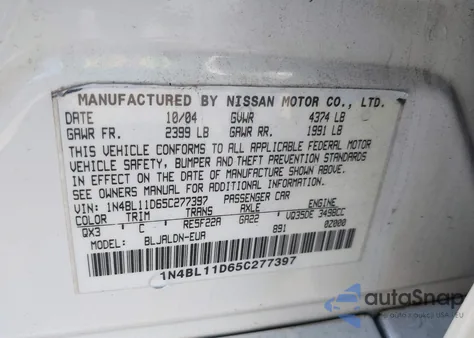 MANUFACTURED BY NISSAN MOTOR CO., LTD.
DATE 10/04 GVWR 4374 LB
GAWR FR. 2399 LB GAWR RR. 1991 LB
THIS VEHICLE CONFORMS TO ALL APPLICABLE FEDERAL MOTOR
VEHICLE SAFETY, BUMPER AND THEFT PREVENTION STANDARDS
IN EFFECT ON THE DATE OF MANUFACTURE SHOWN ABOVE.
SEE OWNERS MANUAL FOR ADDITIONAL INFORMATION.
VIN: 1N4BL11D65C277397 PASSENGER CAR
COLOR TRIM TRANS AXLE ENGINE
QX3 C RE5F22A GA22 VQ35DE 3498CC
MODEL: BLJALDN-EUA 891 02000
1N4BL11D65C277397
autoSnap